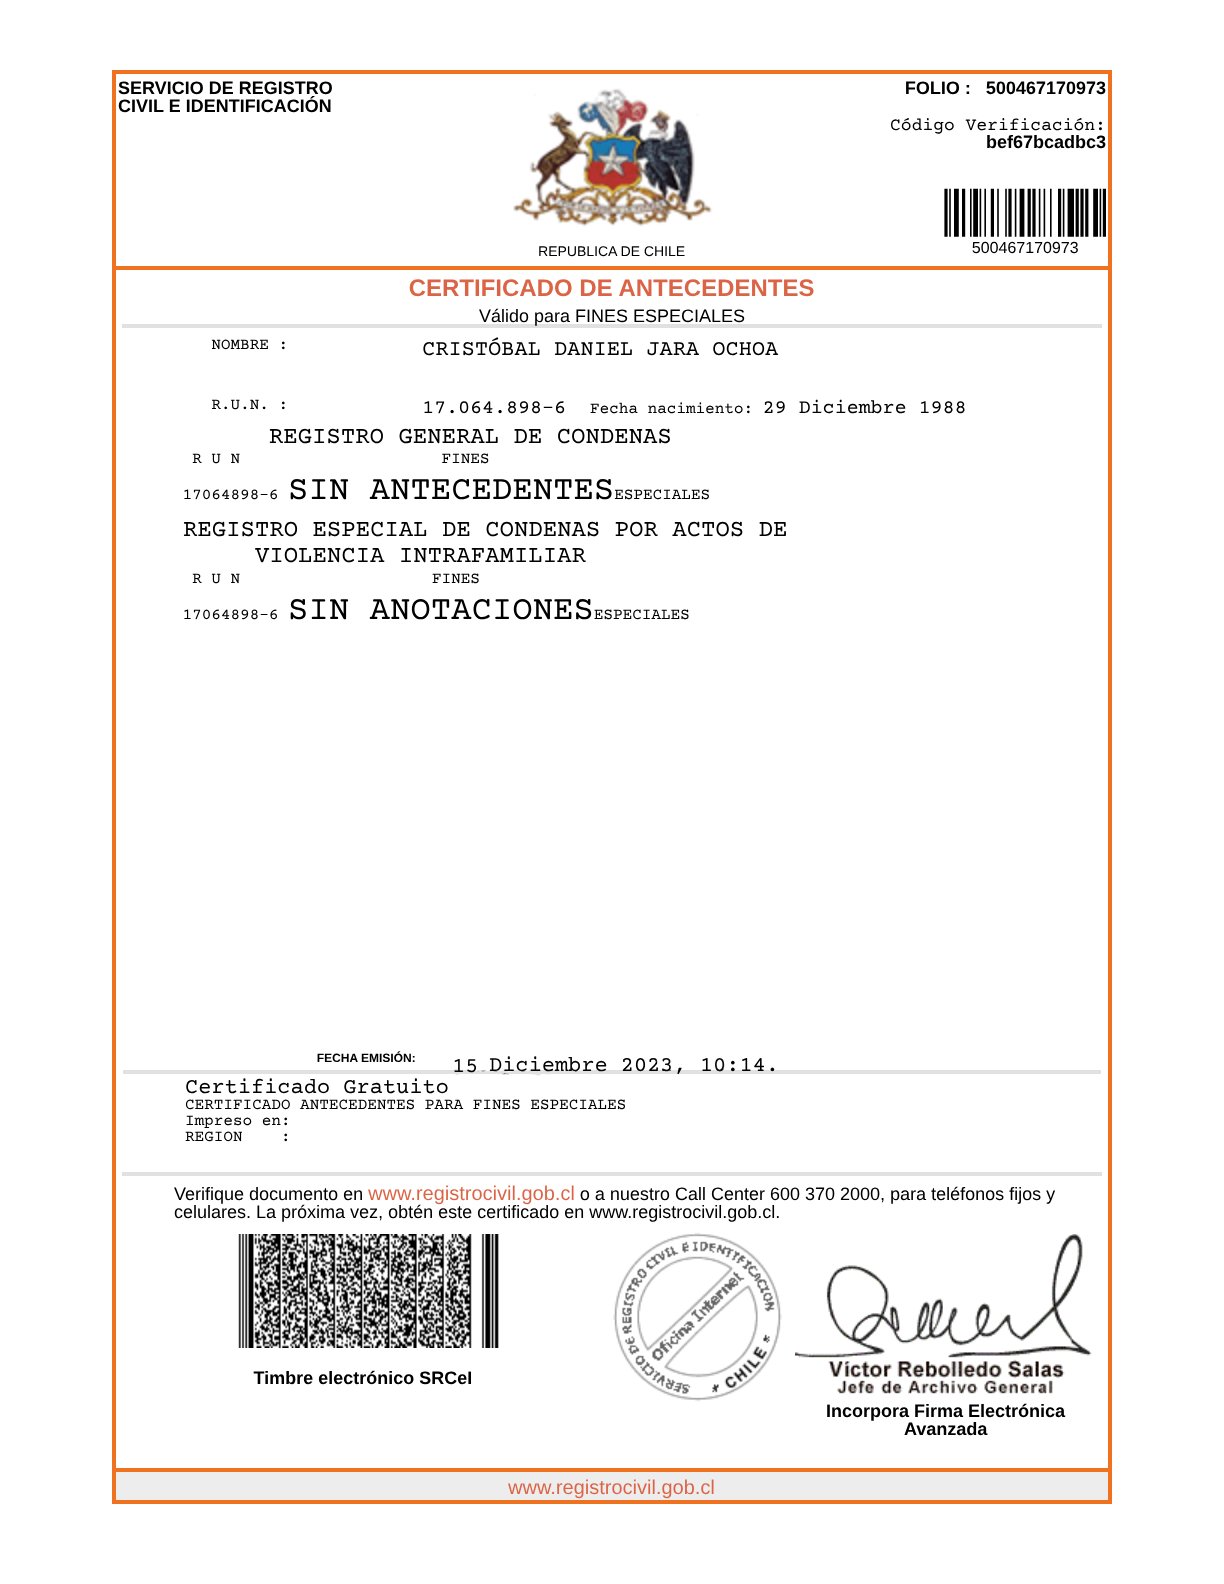 SERVICIO DE REGISTRO
CIVIL E IDENTIFICACIÓN
REPUBLICA DE CHILE
FOLIO : 500467170973
Código Verificación:
bef67bcadbc3
500467170973
CERTIFICADO DE ANTECEDENTES
Válido para FINES ESPECIALES
NOMBRE : CRISTÓBAL DANIEL JARA OCHOA
R.U.N. : 17.064.898-6 Fecha nacimiento: 29 Diciembre 1988
REGISTRO GENERAL DE CONDENAS
R U N FINES
17064898-6 SIN ANTECEDENTES ESPECIALES
REGISTRO ESPECIAL DE CONDENAS POR ACTOS DE
VIOLENCIA INTRAFAMILIAR
R U N FINES
17064898-6 SIN ANOTACIONES ESPECIALES
FECHA EMISIÓN: 15 Diciembre 2023, 10:14.
Certificado Gratuito
CERTIFICADO ANTECEDENTES PARA FINES ESPECIALES
Impreso en:
REGION :
Verifique documento en www.registrocivil.gob.cl o a nuestro Call Center 600 370 2000, para teléfonos fijos y
celulares. La próxima vez, obtén este certificado en www.registrocivil.gob.cl.
Timbre electrónico SRCeI
SERVICIO DE REGISTRO CIVIL E IDENTIFICACION
Oficina Internet
* CHILE *
Víctor Rebolledo Salas
Jefe de Archivo General
Incorpora Firma Electrónica
Avanzada
www.registrocivil.gob.cl